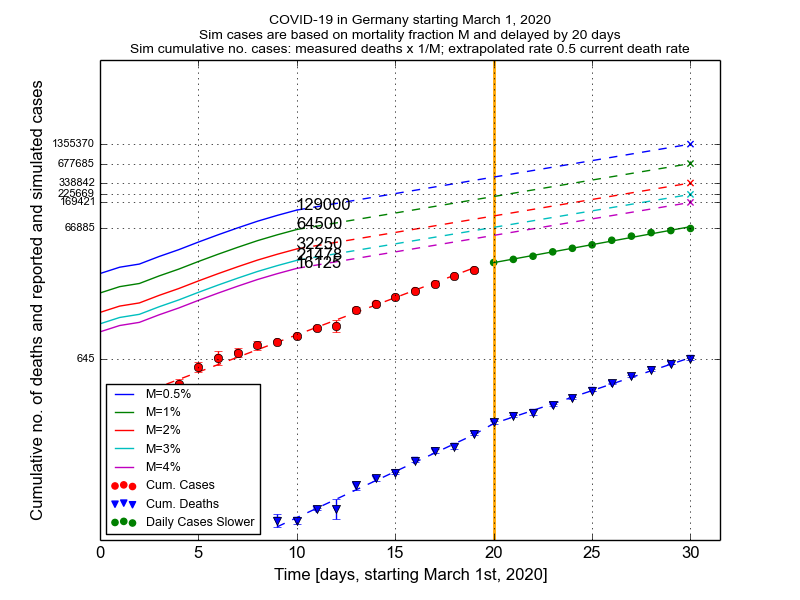 COVID-19 in Germany starting March 1, 2020
Sim cases are based on mortality fraction M and delayed by 20 days
Sim cumulative no. of cases: measured deaths x 1/M; extrapolated rate 0.5 current death rate
Cumulative no. of deaths and reported and simulated cases
1355370
677685
338842
225669
169421
66885
645
129000
64500
32250
21478
16125
M=0.5%
M=1%
M=2%
M=3%
M=4%
Cum. Cases
Cum. Deaths
Daily Cases Slower
0 5 10 15 20 25 30
Time [days, starting March 1st, 2020]